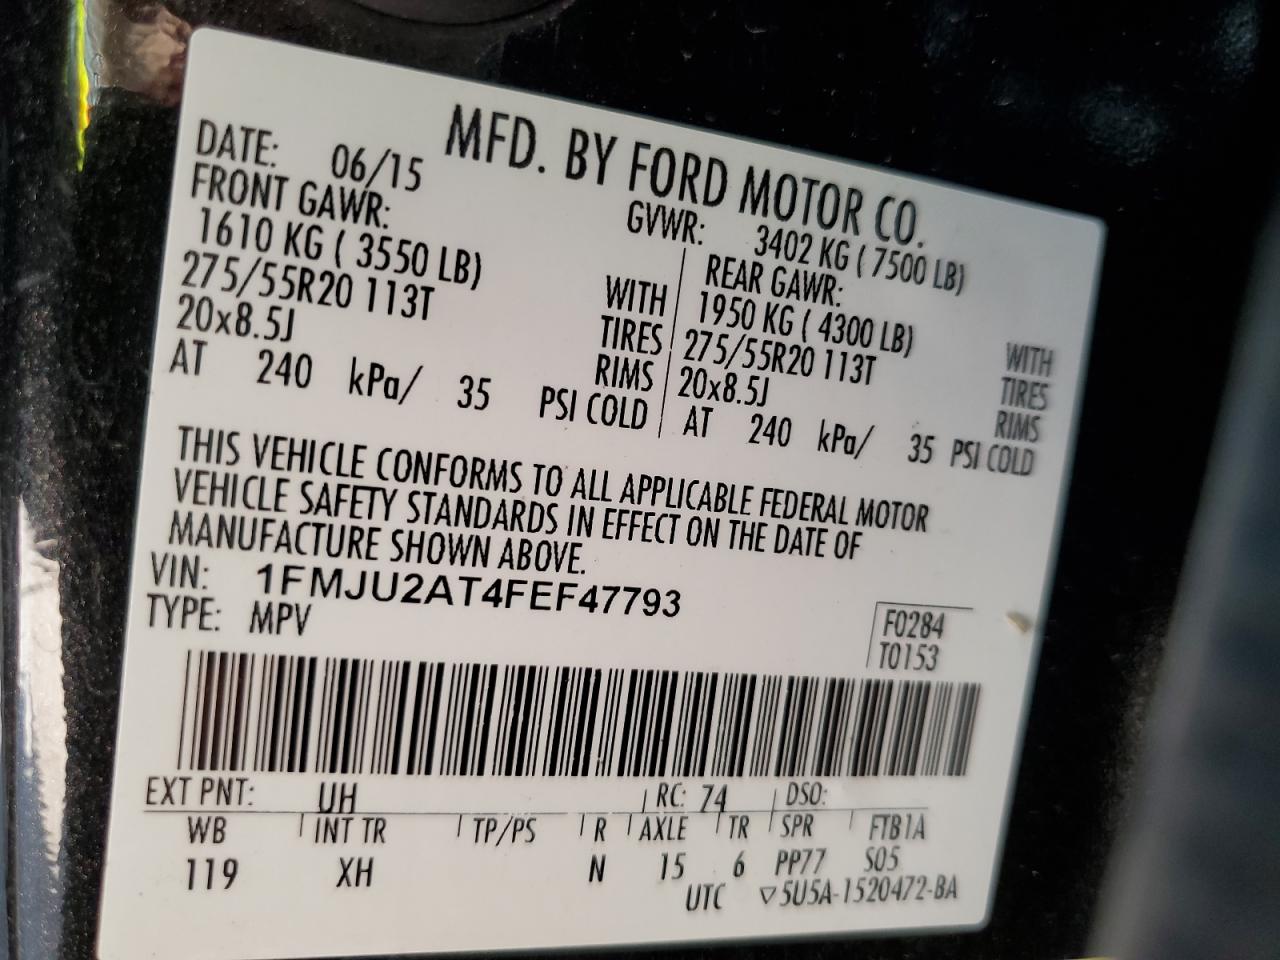 MFD. BY FORD MOTOR CO.
DATE: 06/15 GVWR: 3402 KG ( 7500 LB)
FRONT GAWR: REAR GAWR:
1610 KG ( 3550 LB) WITH 1950 KG ( 4300 LB) WITH
275/55R20 113T TIRES 275/55R20 113T TIRES
20x8.5J RIMS 20x8.5J RIMS
AT 240 kPa/ 35 PSI COLD AT 240 kPa/ 35 PSI COLD
THIS VEHICLE CONFORMS TO ALL APPLICABLE FEDERAL MOTOR
VEHICLE SAFETY STANDARDS IN EFFECT ON THE DATE OF
MANUFACTURE SHOWN ABOVE.
VIN: 1FMJU2AT4FEF47793
TYPE: MPV F0284
T0153
EXT PNT: UH RC: 74 DSO:
WB INT TR TP/PS R AXLE TR SPR FTB1A
119 XH N 15 6 PP77 S05
UTC ▽5U5A-1520472-BA